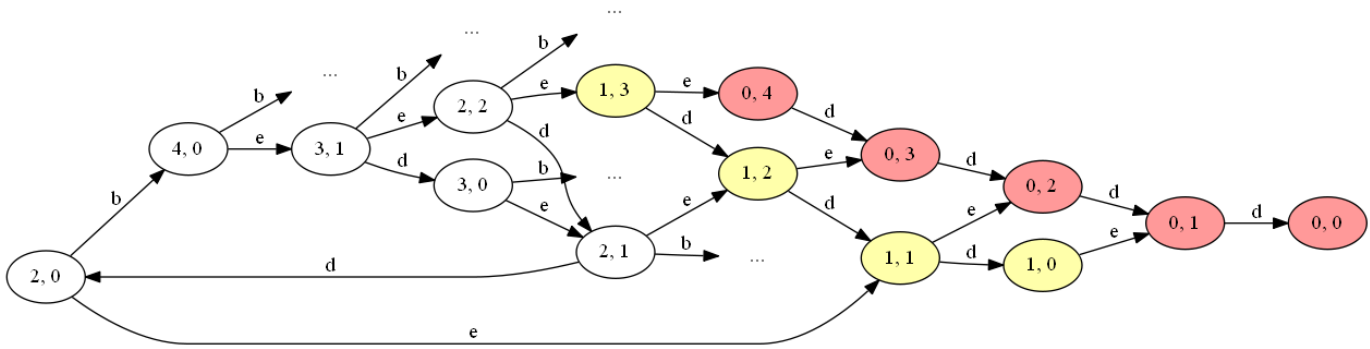 ...
...
b
b
...
b
e
1, 3
e
0, 4
2, 2
b
e
d
d
4, 0
e
3, 1
d
e
0, 3
d
d
b
...
1, 2
0, 2
d
3, 0
b
e
e
d
0, 1
d
0, 0
2, 1
b
...
e
1, 1
d
1, 0
e
2, 0
d
e